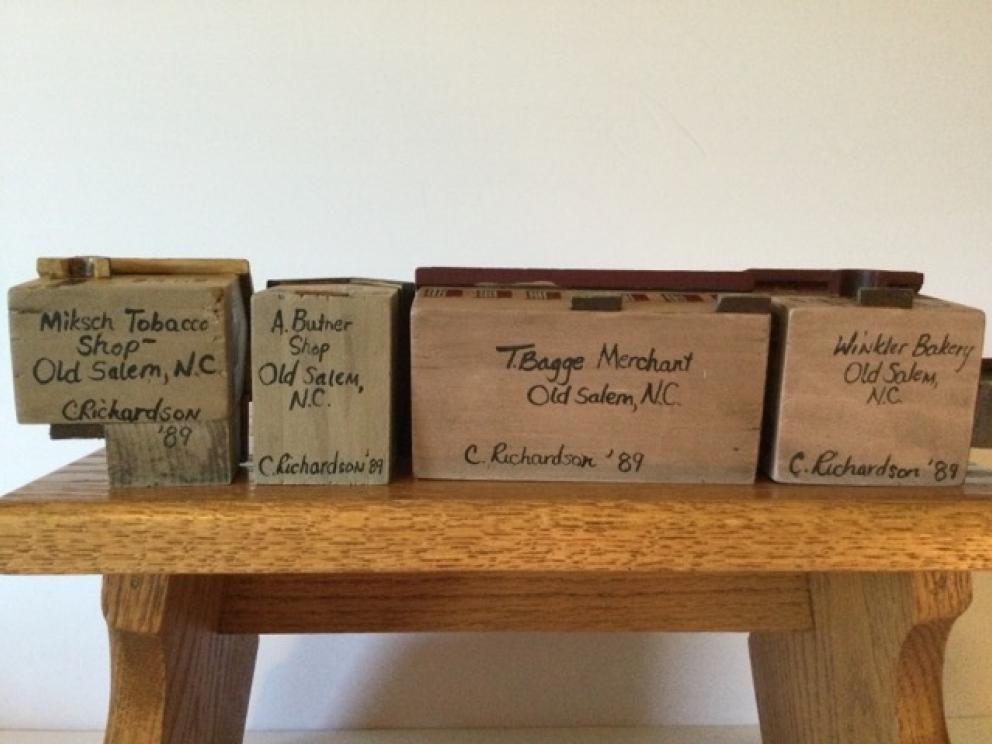 Miksch Tobacco
Shop-
Old Salem, N.C.
C.Richardson
'89
A. Butner
Shop
Old Salem,
N.C.
C.Richardson '89
T.Bagge Merchant
Old Salem, N.C.
C. Richardson '89
Winkler Bakery
Old Salem,
N.C.
C. Richardson '89